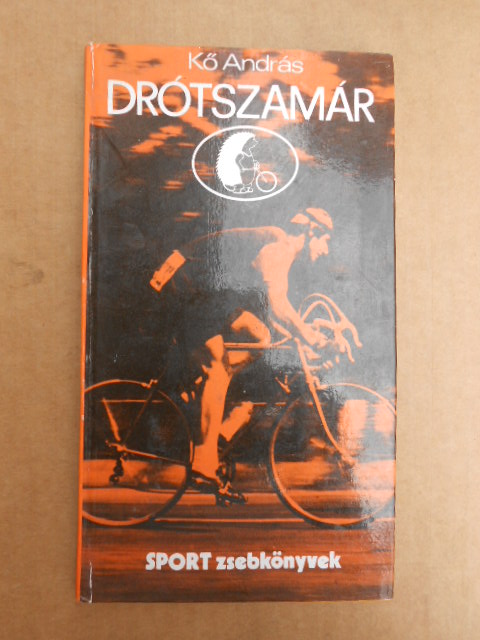 Kő András
DRÓTSZAMÁR
SPORT zsebkönyvek